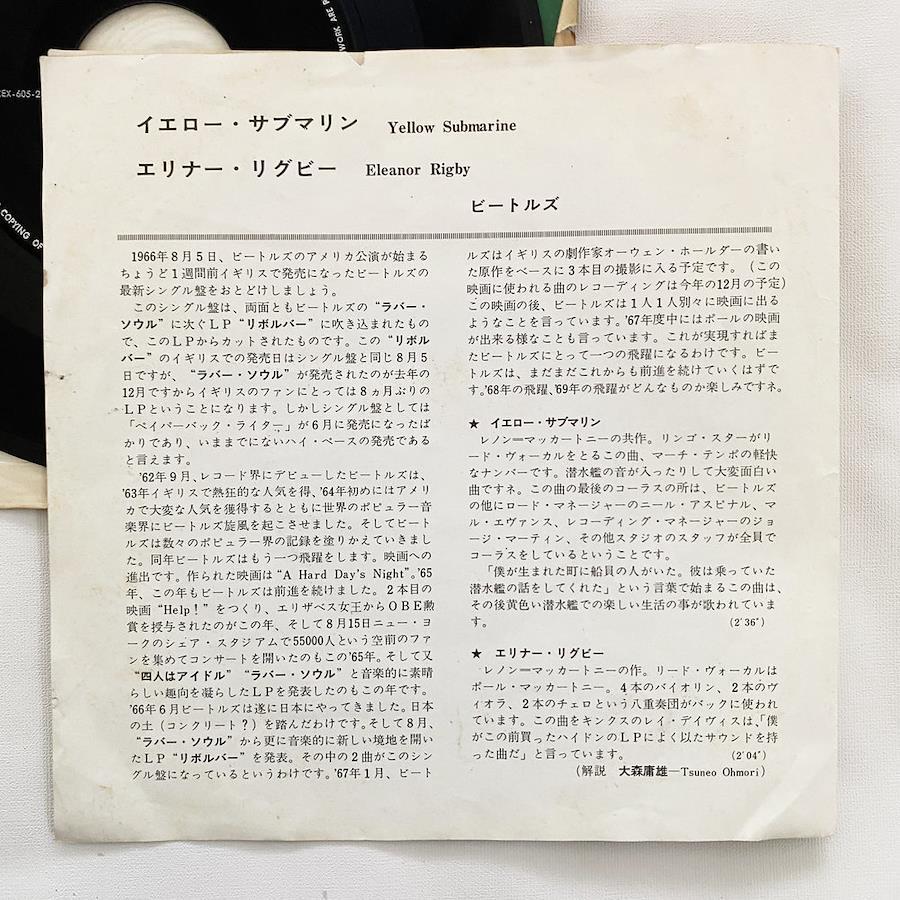 EX-605-2
WORK ARE P
COPYING OF
イエロー・サブマリン Yellow Submarine
エリナー・リグビー Eleanor Rigby
ビートルズ
1966年8月5日、ビートルズのアメリカ公演が始まる
ちょうど1週間前イギリスで発売になったビートルズの
最新シングル盤をおとどけしましょう。
このシングル盤は、両面ともビートルズの“ラバー・
ソウル”に次ぐLP“リボルバー”に吹き込まれたもの
で、このLPからカットされたものです。この“リボル
バー”のイギリスでの発売日はシングル盤と同じ8月5
日ですが、“ラバー・ソウル”が発売されたのが去年の
12月ですからイギリスのファンにとっては8ヵ月ぶりの
LPということになります。しかしシングル盤としては
「ペイパーバック・ライター」が6月に発売になったば
かりであり、いままでにないハイ・ペースの発売である
と言えます。
'62年9月、レコード界にデビューしたビートルズは、
'63年イギリスで熱狂的な人気を得、'64年初めにはアメリ
カで大変な人気を獲得するとともに世界のポピュラー音
楽界にビートルズ旋風を起こさせました。そしてビート
ルズは数々のポピュラー界の記録を塗りかえていきまし
た。同年ビートルズはもう一つ飛躍をします。映画への
進出です。作られた映画は“A Hard Day's Night”。'65
年、この年もビートルズは前進を続けました。2本目の
映画“Help!”をつくり、エリザベス女王からOBE勲
賞を授与されたのがこの年、そして8月15日ニュー・ヨ
ークのシェア・スタジアムで55000人という空前のファ
ンを集めてコンサートを開いたのもこの'65年。そして又
“四人はアイドル”“ラバー・ソウル”と音楽的に素晴
らしい趣向を凝らしたLPを発表したのもこの年です。
'66年6月ビートルズは遂に日本にやってきました。日本
の土（コンクリート？）を踏んだわけです。そして8月、
“ラバー・ソウル”から更に音楽的に新しい境地を開い
たLP“リボルバー”を発表。その中の2曲がこのシン
グル盤になっているというわけです。'67年1月、ビート
ルズはイギリスの劇作家オーウェン・ホールダーの書い
た原作をベースに3本目の撮影に入る予定です。（この
映画に使われる曲のレコーディングは今年の12月の予定）
この映画の後、ビートルズは1人1人別々に映画に出る
ようなことを言っています。'67年度中にはポールの映画
が出来る様なことも言っています。これが実現すればま
たビートルズにとって一つの飛躍になるわけです。ビー
トルズは、まだまだこれからも前進を続けていくはずで
す。'68年の飛躍、'69年の飛躍がどんなものか楽しみですネ。
★ イエロー・サブマリン
レノン＝マッカートニーの共作。リンゴ・スターがリ
ード・ヴォーカルをとるこの曲、マーチ・テンポの軽快
なナンバーです。潜水艦の音が入ったりして大変面白い
曲ですネ。この曲の最後のコーラスの所は、ビートルズ
の他にロード・マネージャーのニール・アスピナル、マ
ル・エヴァンス、レコーディング・マネージャーのジョ
ージ・マーティン、その他スタジオのスタッフが全員で
コーラスをしているということです。
「僕が生まれた町に船員の人がいた。彼は乗っていた
潜水艦の話をしてくれた」という言葉で始まるこの曲は、
その後黄色い潜水艦での楽しい生活の事が歌われていま
す。 (2′36″)
★ エリナー・リグビー
レノン＝マッカートニーの作。リード・ヴォーカルは
ポール・マッカートニー。4本のバイオリン、2本のヴ
ィオラ、2本のチェロという八重奏団がバックに使われ
ています。この曲をキンクスのレイ・デイヴィスは、「僕
がこの前買ったハイドンのLPによく以たサウンドを持
った曲だ」と言っています。 (2′04″)
（解説 大森庸雄—Tsuneo Ohmori）